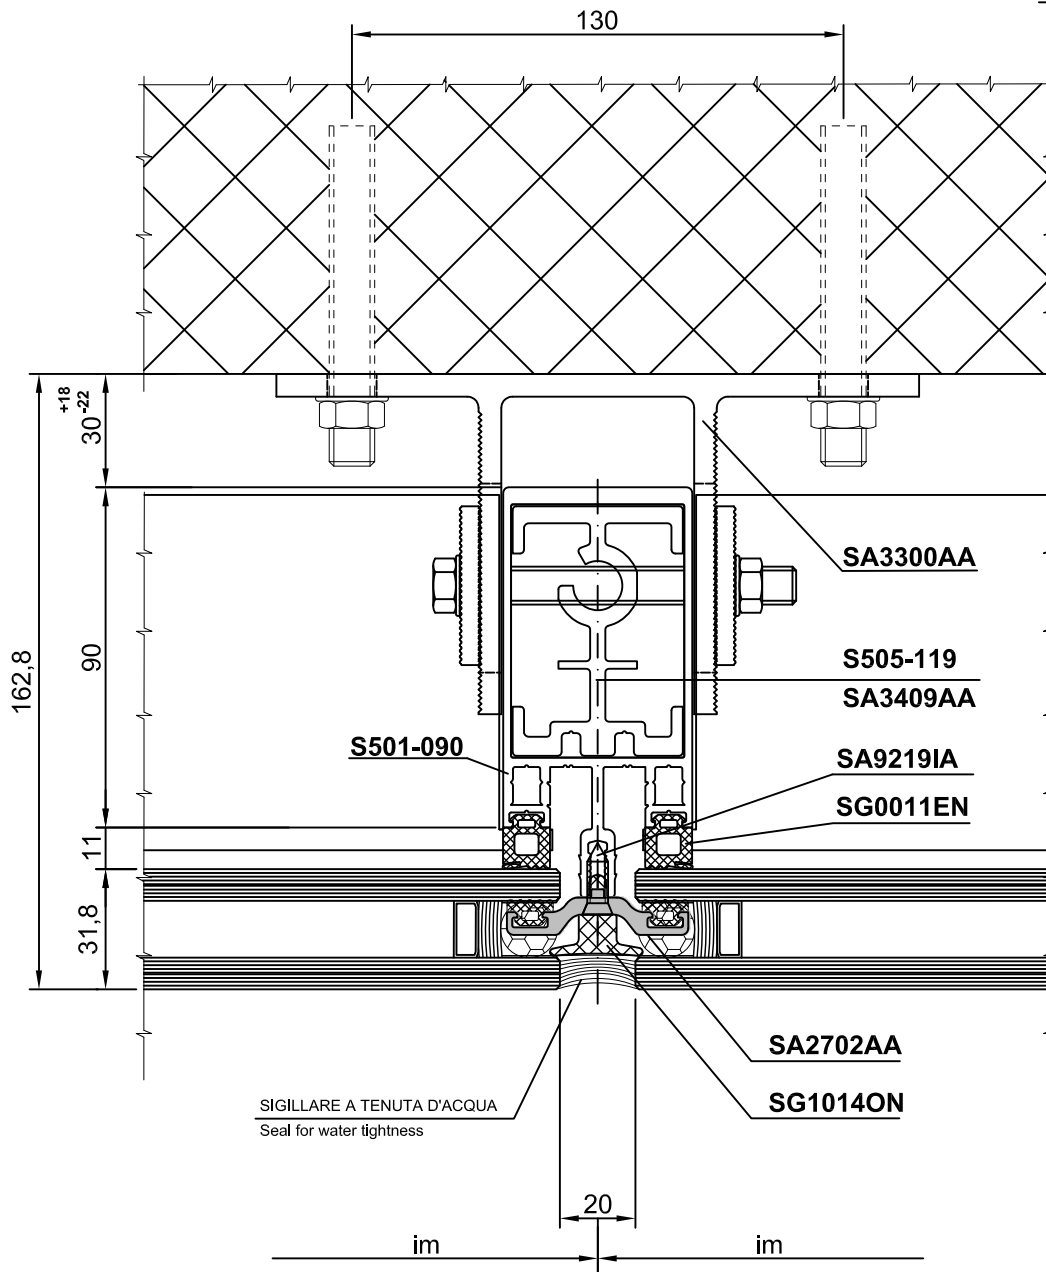 130
+18
30-22
SA3300AA
90
162,8
S505-119
SA3409AA
S501-090
SA9219IA
SG0011EN
11
31,8
SA2702AA
SIGILLARE A TENUTA D'ACQUA
SG1014ON
Seal for water tightness
20
im
im